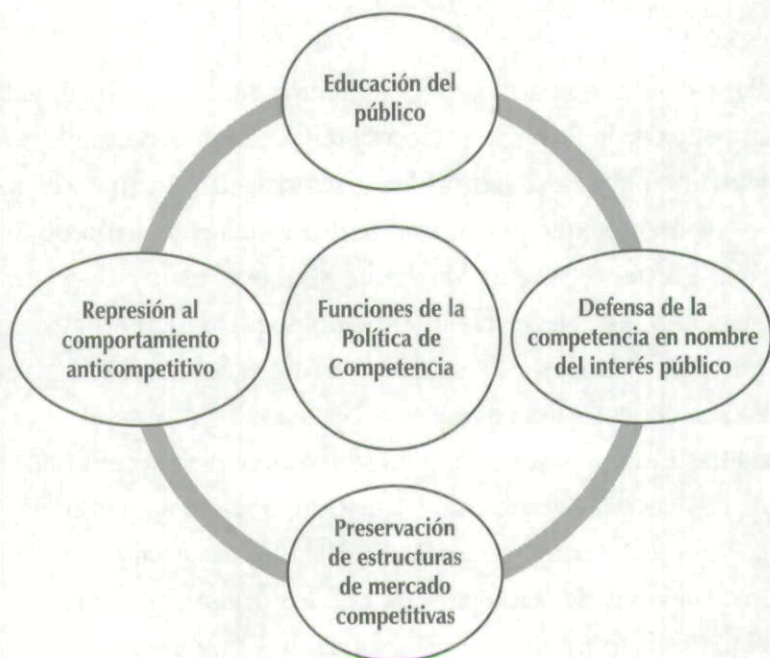 Educación del
público
Represión al
comportamiento
anticompetitivo
Funciones de la
Política de
Competencia
Defensa de la
competencia en nombre
del interés público
Preservación
de estructuras
de mercado
competitivas